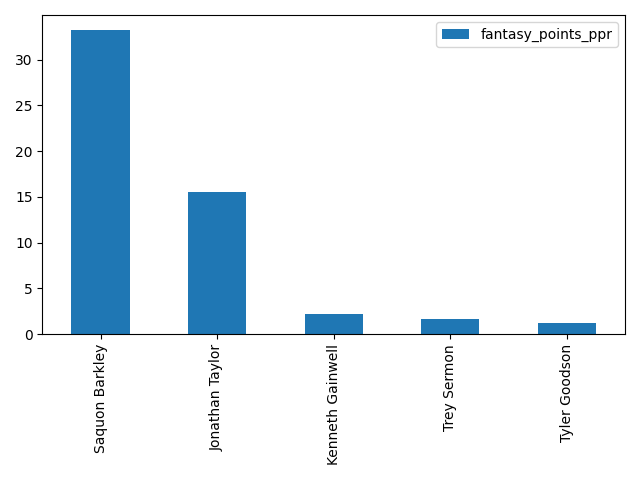 fantasy_points_ppr
30
25
20
15
10
5
0
Saquon Barkley
Jonathan Taylor
Kenneth Gainwell
Trey Sermon
Tyler Goodson